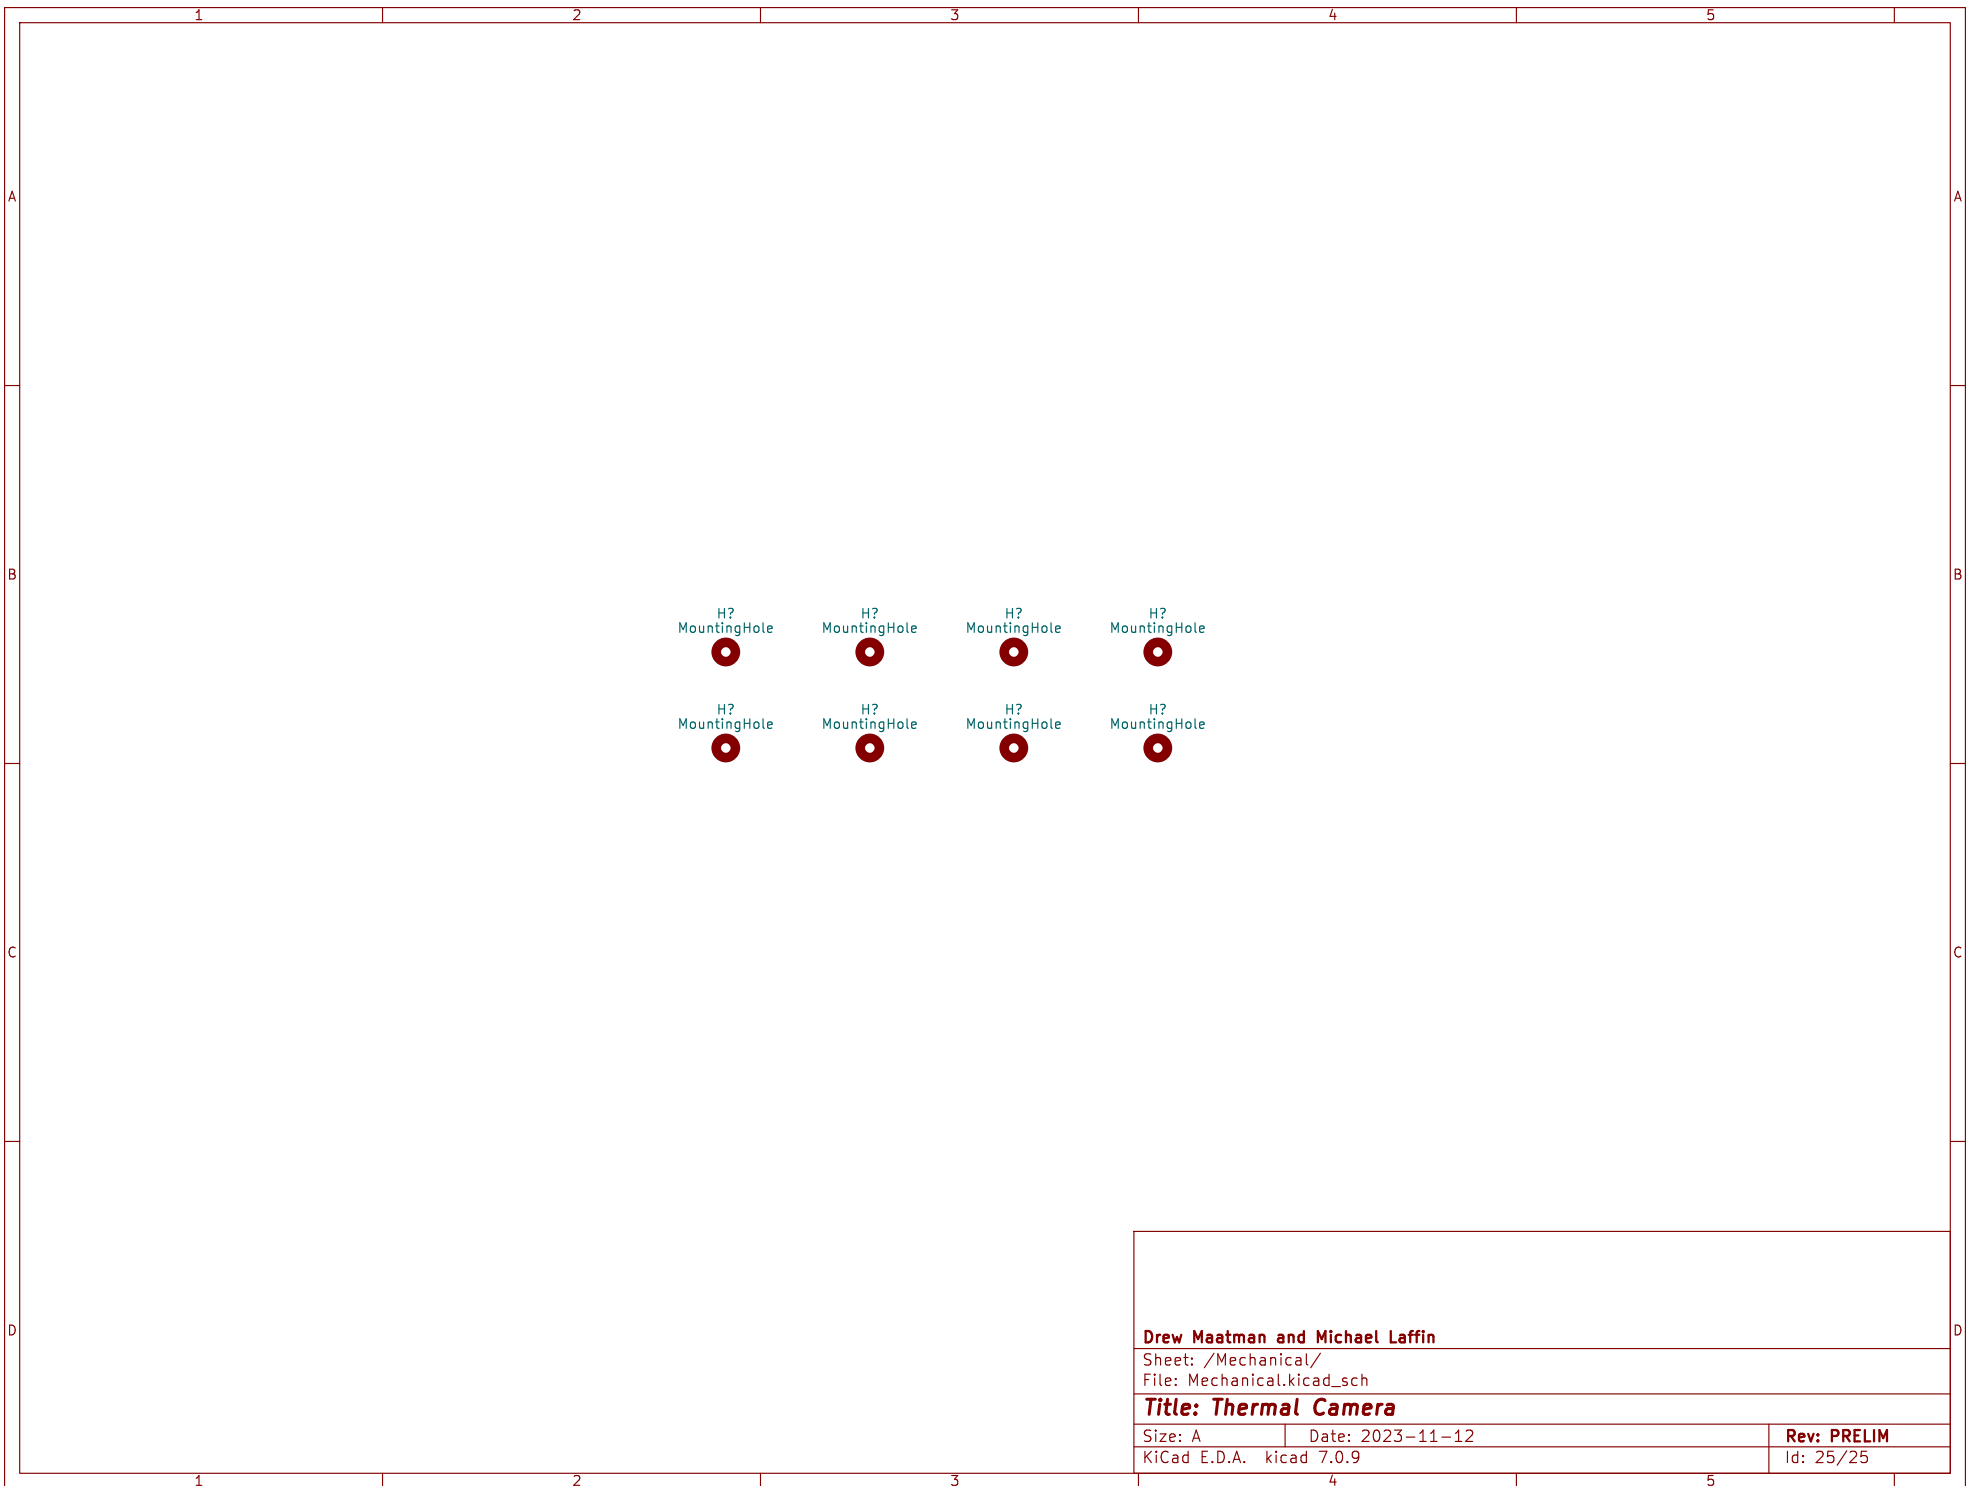 1 2 3 4 5
A A
B B
H? H? H? H?
MountingHole MountingHole MountingHole MountingHole
H? H? H? H?
MountingHole MountingHole MountingHole MountingHole
C C
D D
Drew Maatman and Michael Laffin
Sheet: /Mechanical/
File: Mechanical.kicad_sch
Title: Thermal Camera
Size: A Date: 2023-11-12 Rev: PRELIM
KiCad E.D.A. kicad 7.0.9 Id: 25/25
1 2 3 4 5